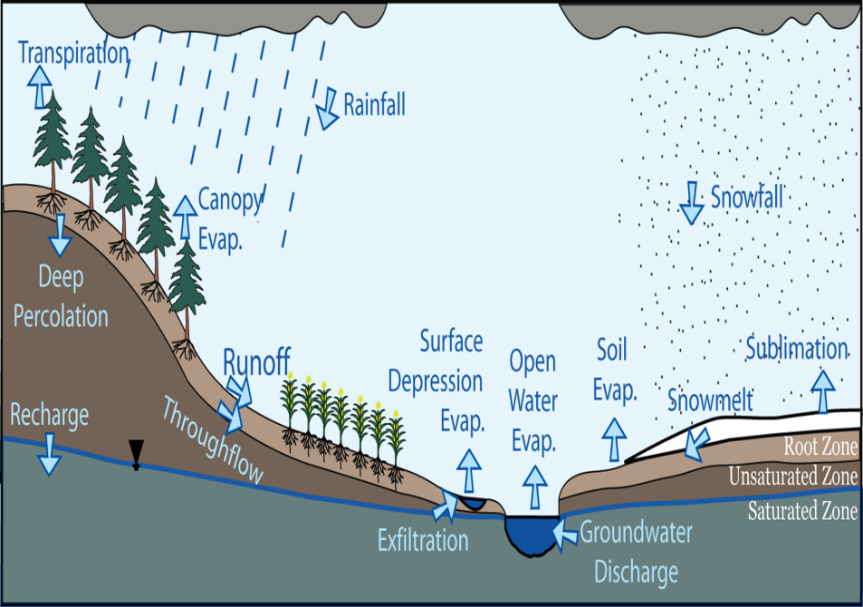 Transpiration
Rainfall
Canopy
Evap.
Snowfall
Deep
Percolation
Surface
Depression
Evap.
Open
Water
Evap.
Soil
Evap.
Sublimation
Runoff
Snowmelt
Recharge
Throughflow
Root Zone
Unsaturated Zone
Saturated Zone
Exfiltration
Groundwater
Discharge